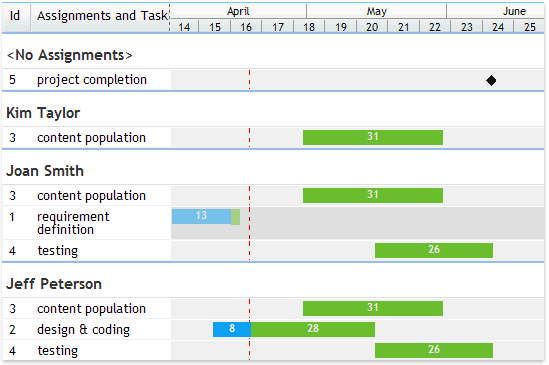 Id Assignments and Task April May June
14 15 16 17 18 19 20 21 22 23 24 25
<No Assignments>
5 project completion
Kim Taylor
3 content population 31
Joan Smith
3 content population 31
1 requirement 13
definition
4 testing 26
Jeff Peterson
3 content population 31
2 design & coding 8 28
4 testing 26